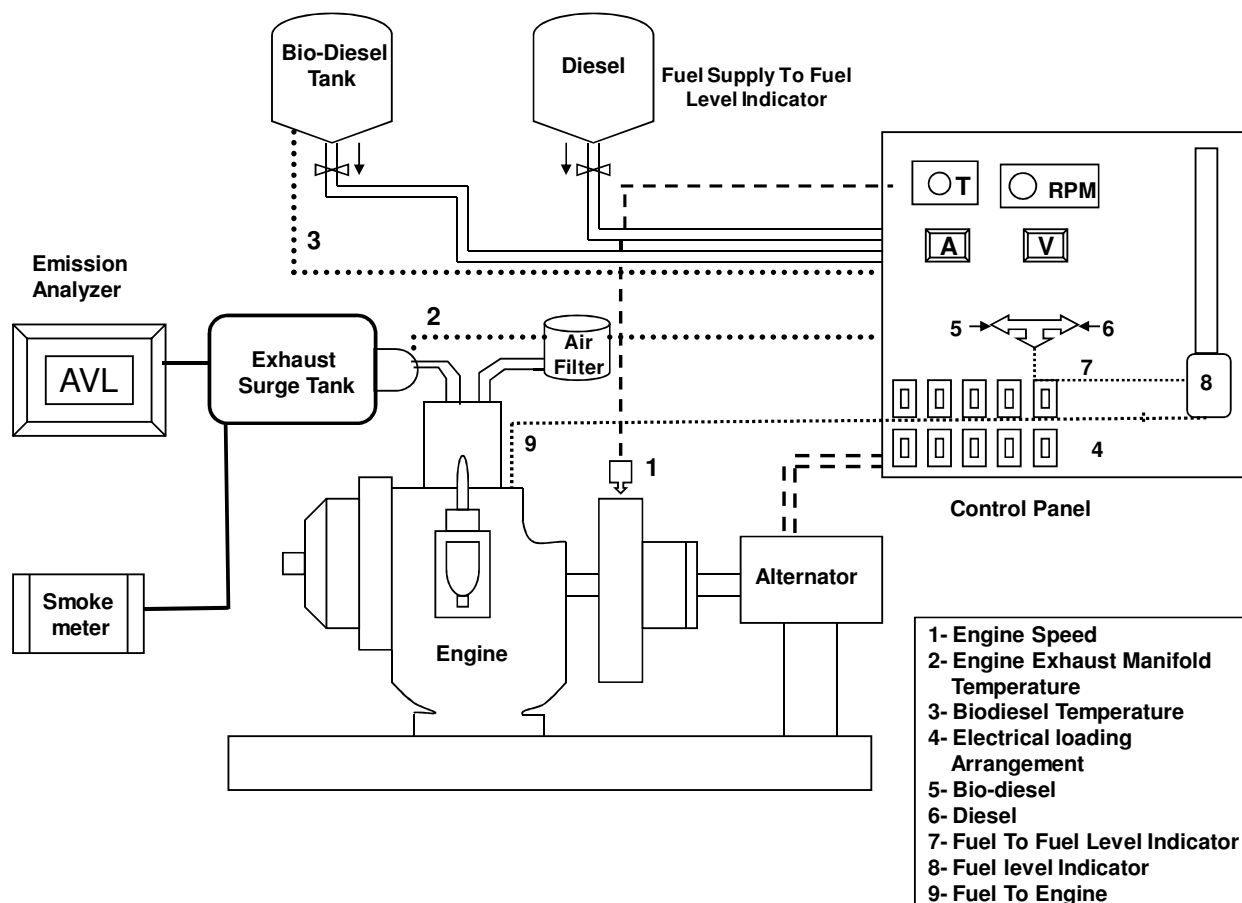 Bio-Diesel
Tank
Diesel
Fuel Supply To Fuel
Level Indicator
T
RPM
A
V
3
Emission
Analyzer
AVL
2
Exhaust
Surge Tank
Air
Filter
5
6
7
8
9
1
4
Control Panel
Smoke
meter
Engine
Alternator
1- Engine Speed
2- Engine Exhaust Manifold
Temperature
3- Biodiesel Temperature
4- Electrical loading
Arrangement
5- Bio-diesel
6- Diesel
7- Fuel To Fuel Level Indicator
8- Fuel level Indicator
9- Fuel To Engine